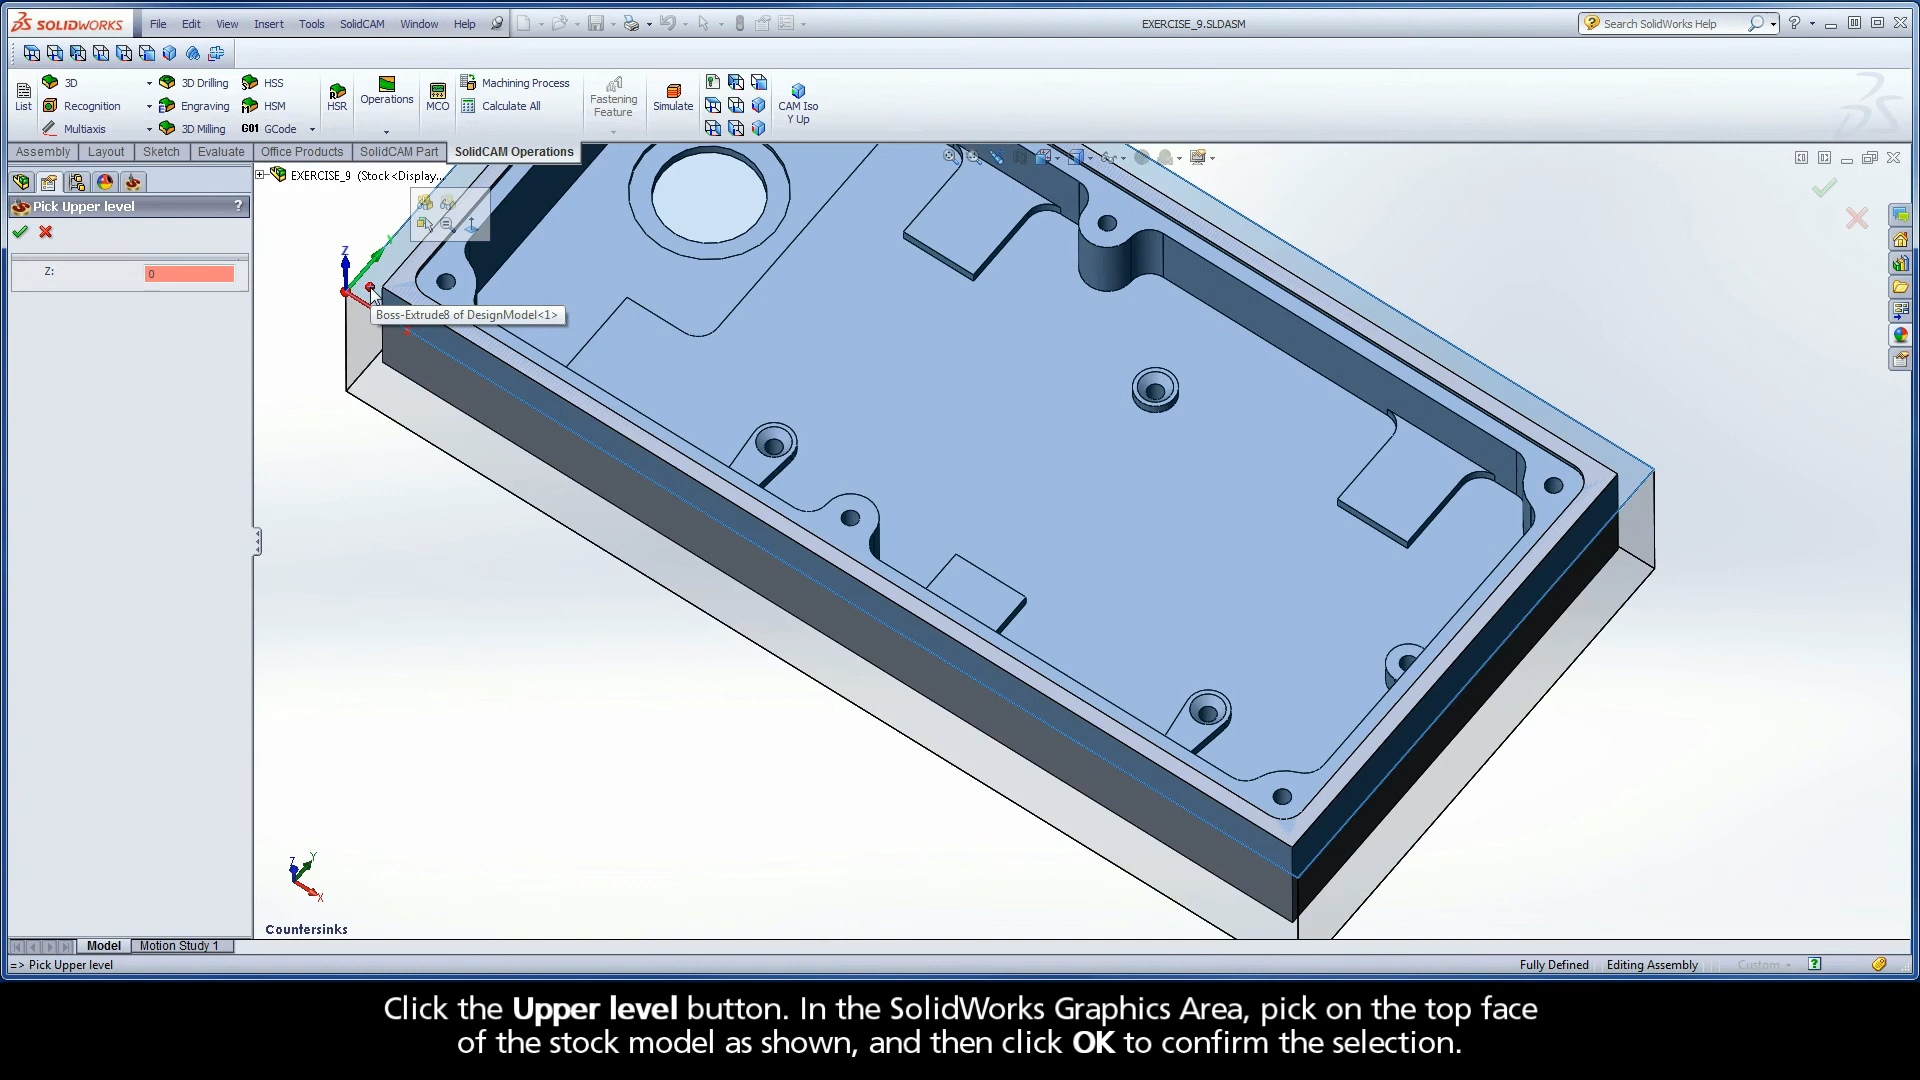 SOLIDWORKS File Edit View Insert Tools SolidCAM Window Help EXERCISE_9.SLDASM Search SolidWorks Help
3D 3D Drilling HSS Machining Process
List Recognition Engraving HSM HSR Operations MCO Calculate All Fastening Feature Simulate CAM Iso Y Up
Multiaxis 3D Milling G01 GCode
Assembly Layout Sketch Evaluate Office Products SolidCAM Part SolidCAM Operations
EXERCISE_9 (Stock<Display...
Pick Upper level ?
Z: 0
Z
Boss-Extrude8 of DesignModel<1>
Z Y
X
Countersinks
Model Motion Study 1
=> Pick Upper level Fully Defined Editing Assembly Custom
Click the Upper level button. In the SolidWorks Graphics Area, pick on the top face
of the stock model as shown, and then click OK to confirm the selection.